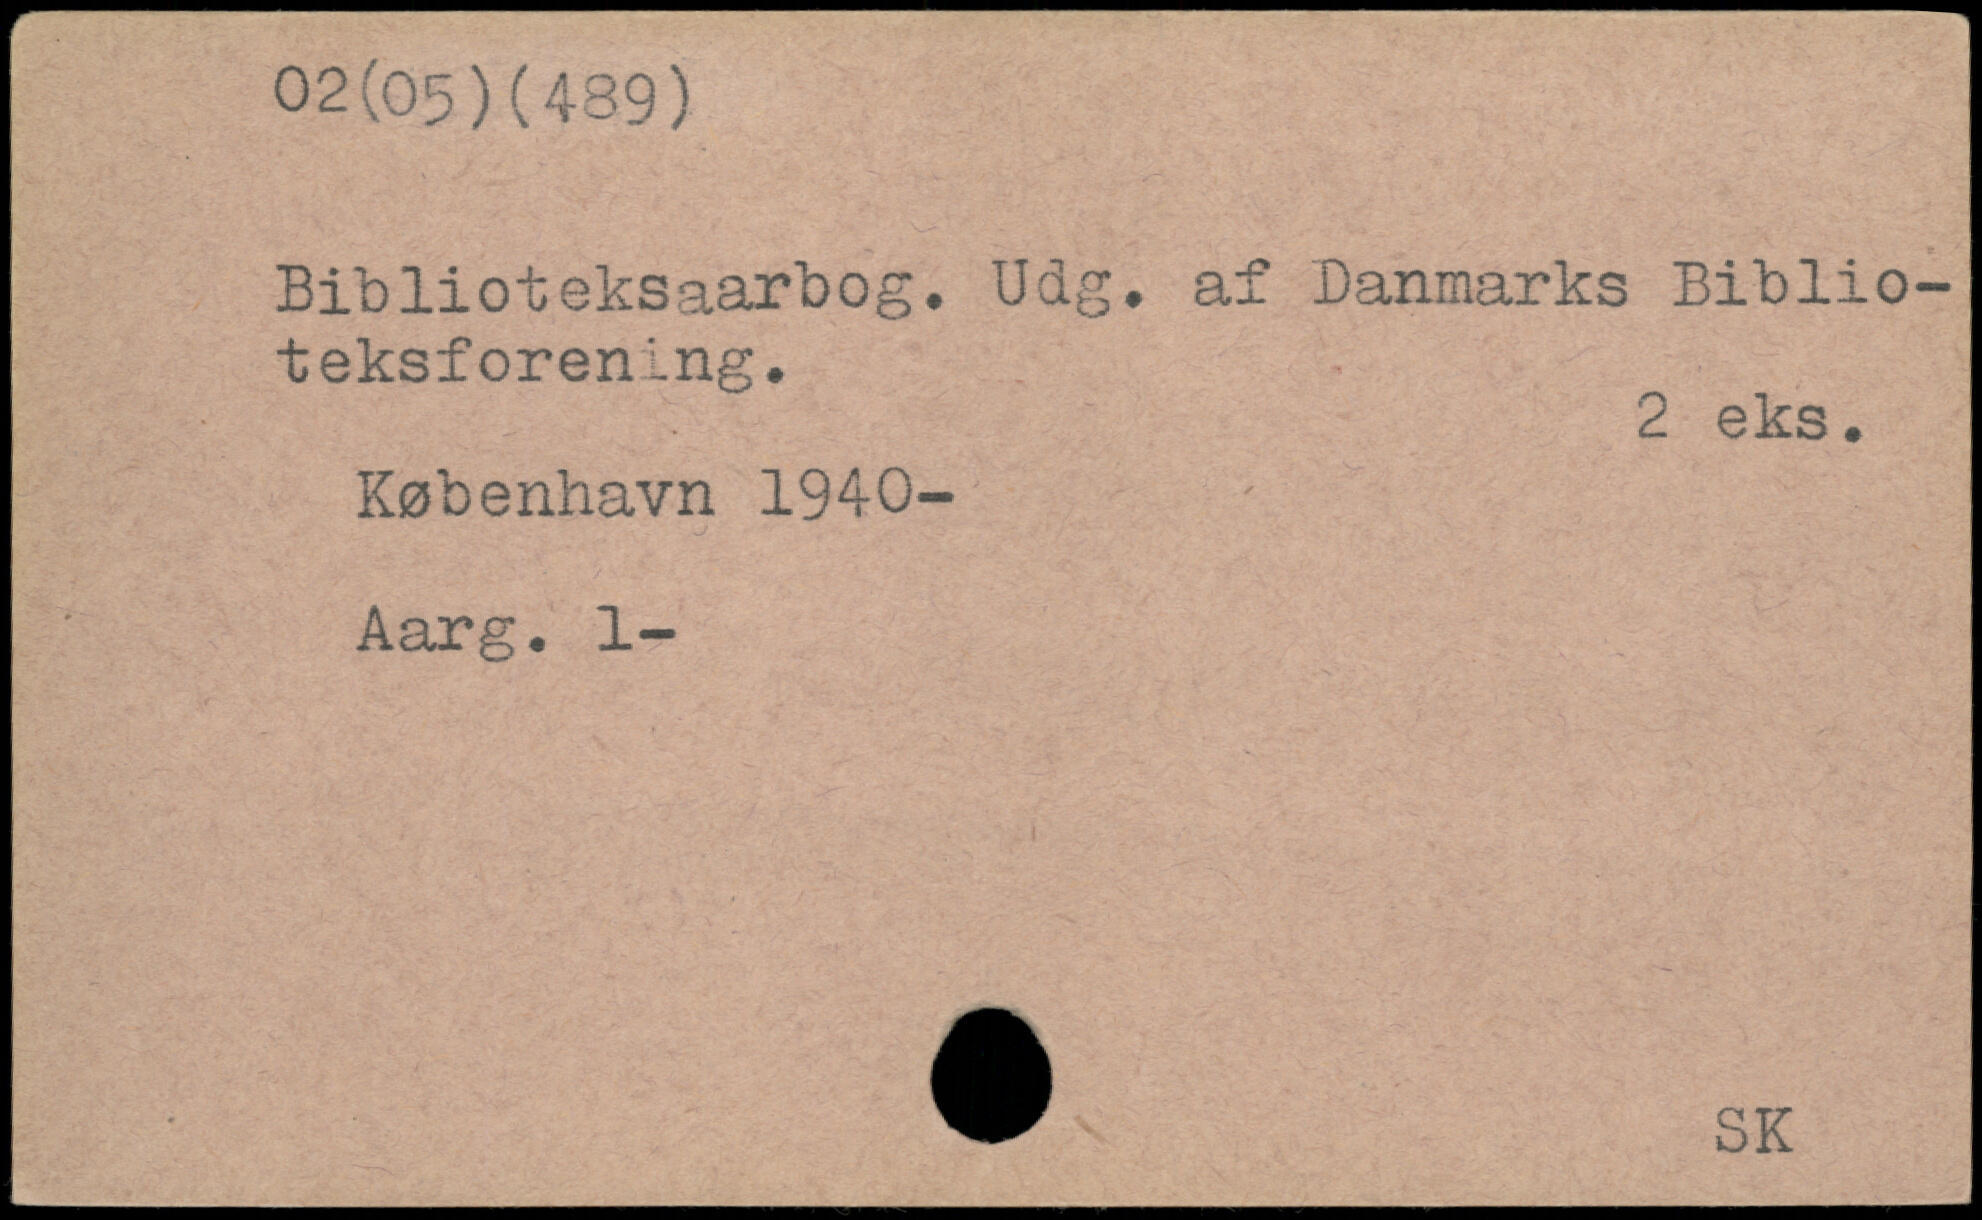 02(05)(489)
Biblioteksaarbog. Udg. af Danmarks Biblio-
teksforening.
2 eks.
København 1940-
Aarg. 1-
SK